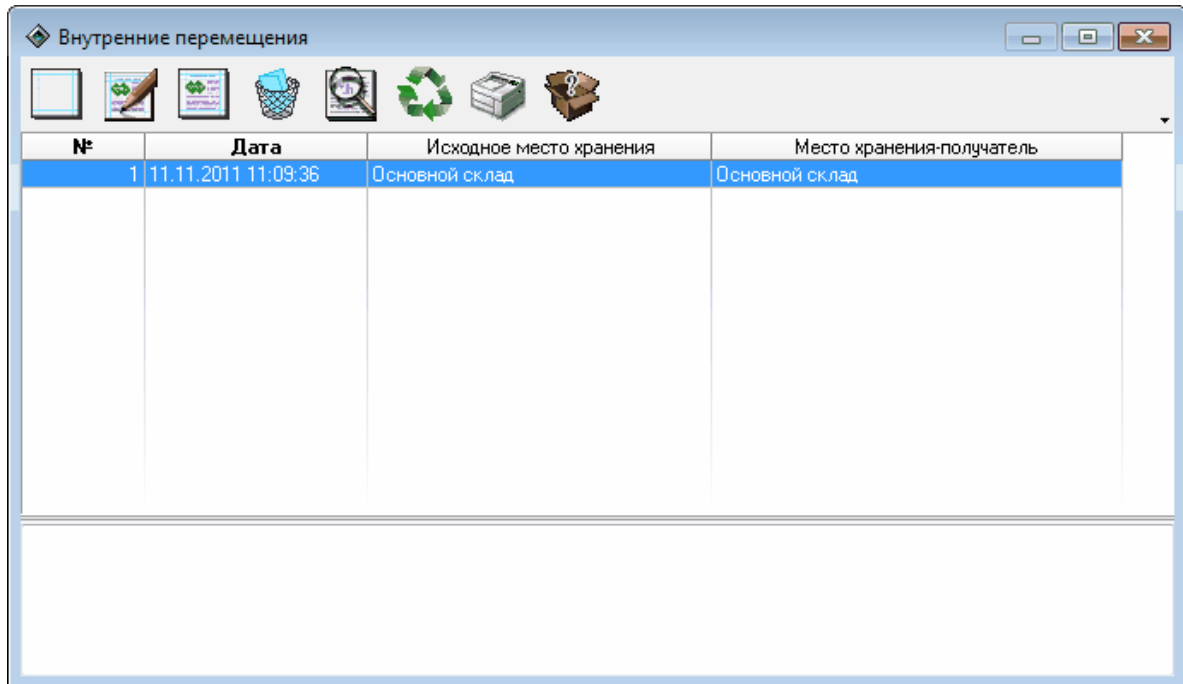 Внутренние перемещения
№ Дата Исходное место хранения Место хранения-получатель
1 11.11.2011 11:09:36 Основной склад Основной склад